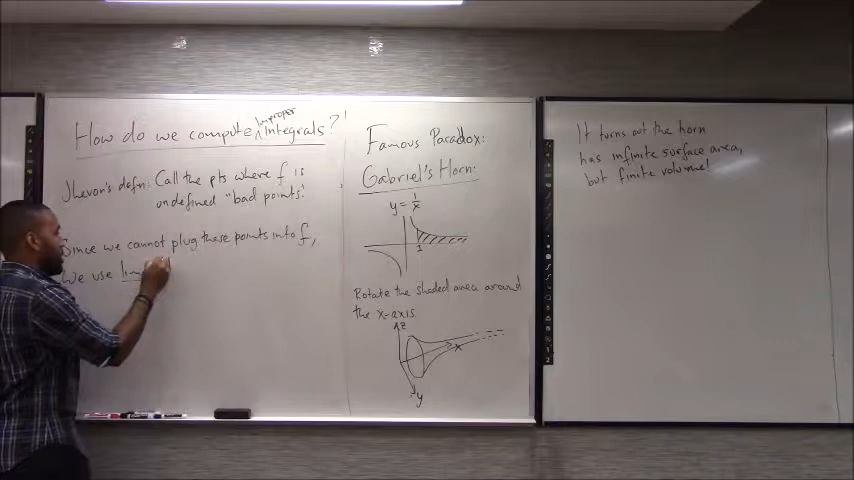 How do we compute Improper Integrals?
Jhevon's defn: Call the pts where f is
undefined "bad points".
Since we cannot plug these points into f,
We use
Famous Paradox:
Gabriel's Horn:
y = 1/x
1
Rotate the shaded area around
the x-axis
z
x
y
It turns out the horn
has infinite surface area,
but finite volume!